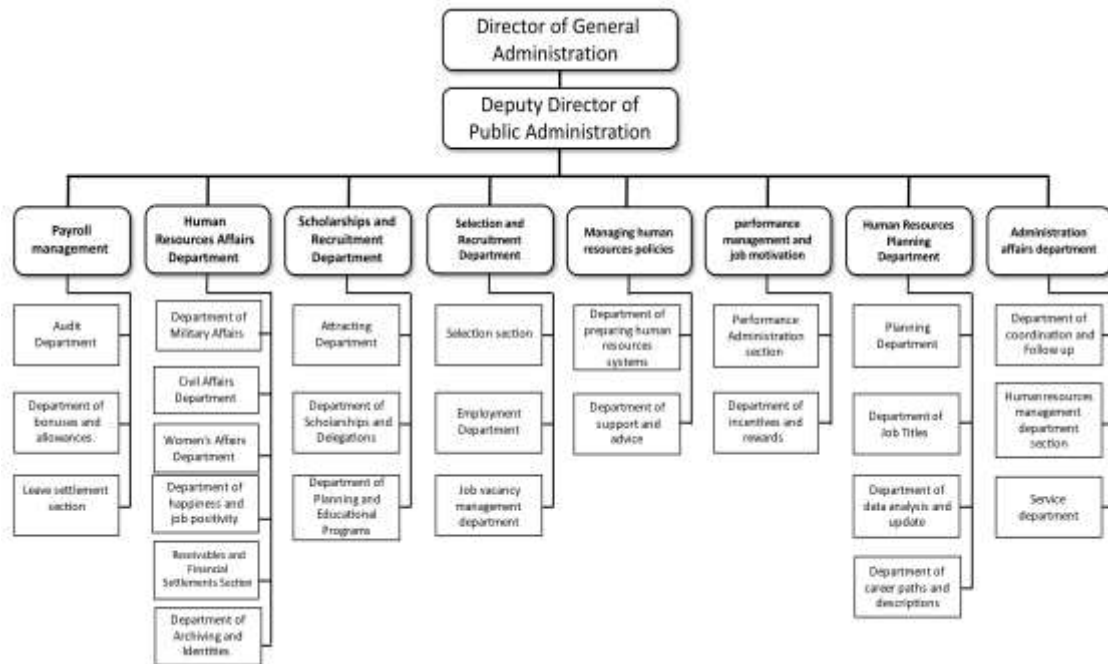 Director of General
Administration
Deputy Director of
Public Administration
Payroll
management
Human
Resources Affairs
Department
Scholarships and
Recruitment
Department
Selection and
Recruitment
Department
Managing human
resources policies
performance
management and
job motivation
Human Resources
Planning
Department
Administration
affairs department
Audit
Department
Department of
bonuses and
allowances.
Leave settlement
section
Department of
Military Affairs
Civil Affairs
Department
Women's Affairs
Department
Department of
happiness and
job positivity
Receivables and
Financial
Settlements Section
Department of
Archiving and
Identities
Attracting
Department
Department of
Scholarships and
Delegations
Department of
Planning and
Educational
Programs
Selection section
Employment
Department
Job vacancy
management
department
Department of
preparing human
resources
systems
Department of
support and
advice
Performance
Administration
section
Department of
incentives and
rewards
Planning
Department
Department of
Job Titles
Department of
data analysis and
update
Department of
career paths and
descriptions
Department of
coordination and
Follow up
Human resources
management
department
section
Service
department